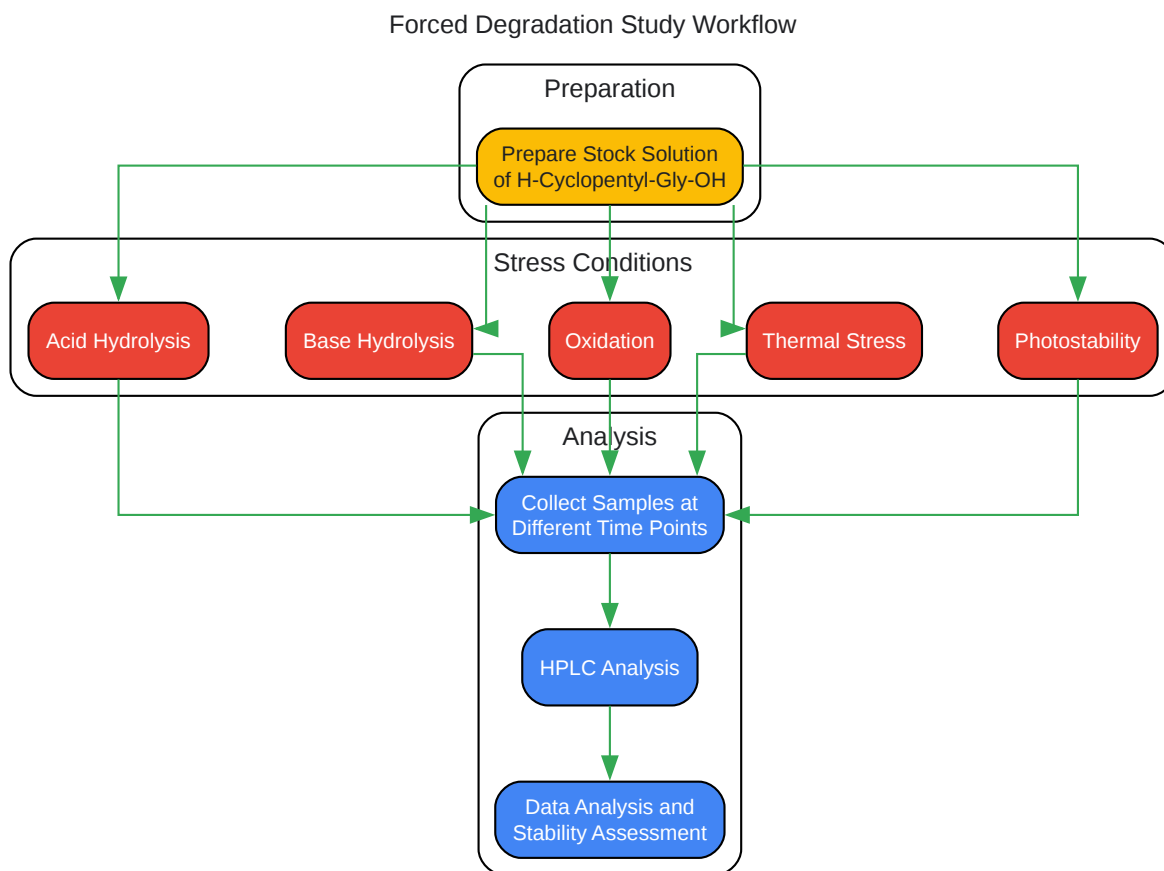 Forced Degradation Study Workflow
Preparation
Prepare Stock Solution
of H-Cyclopentyl-Gly-OH
Stress Conditions
Acid Hydrolysis
Base Hydrolysis
Oxidation
Thermal Stress
Photostability
Analysis
Collect Samples at
Different Time Points
HPLC Analysis
Data Analysis and
Stability Assessment